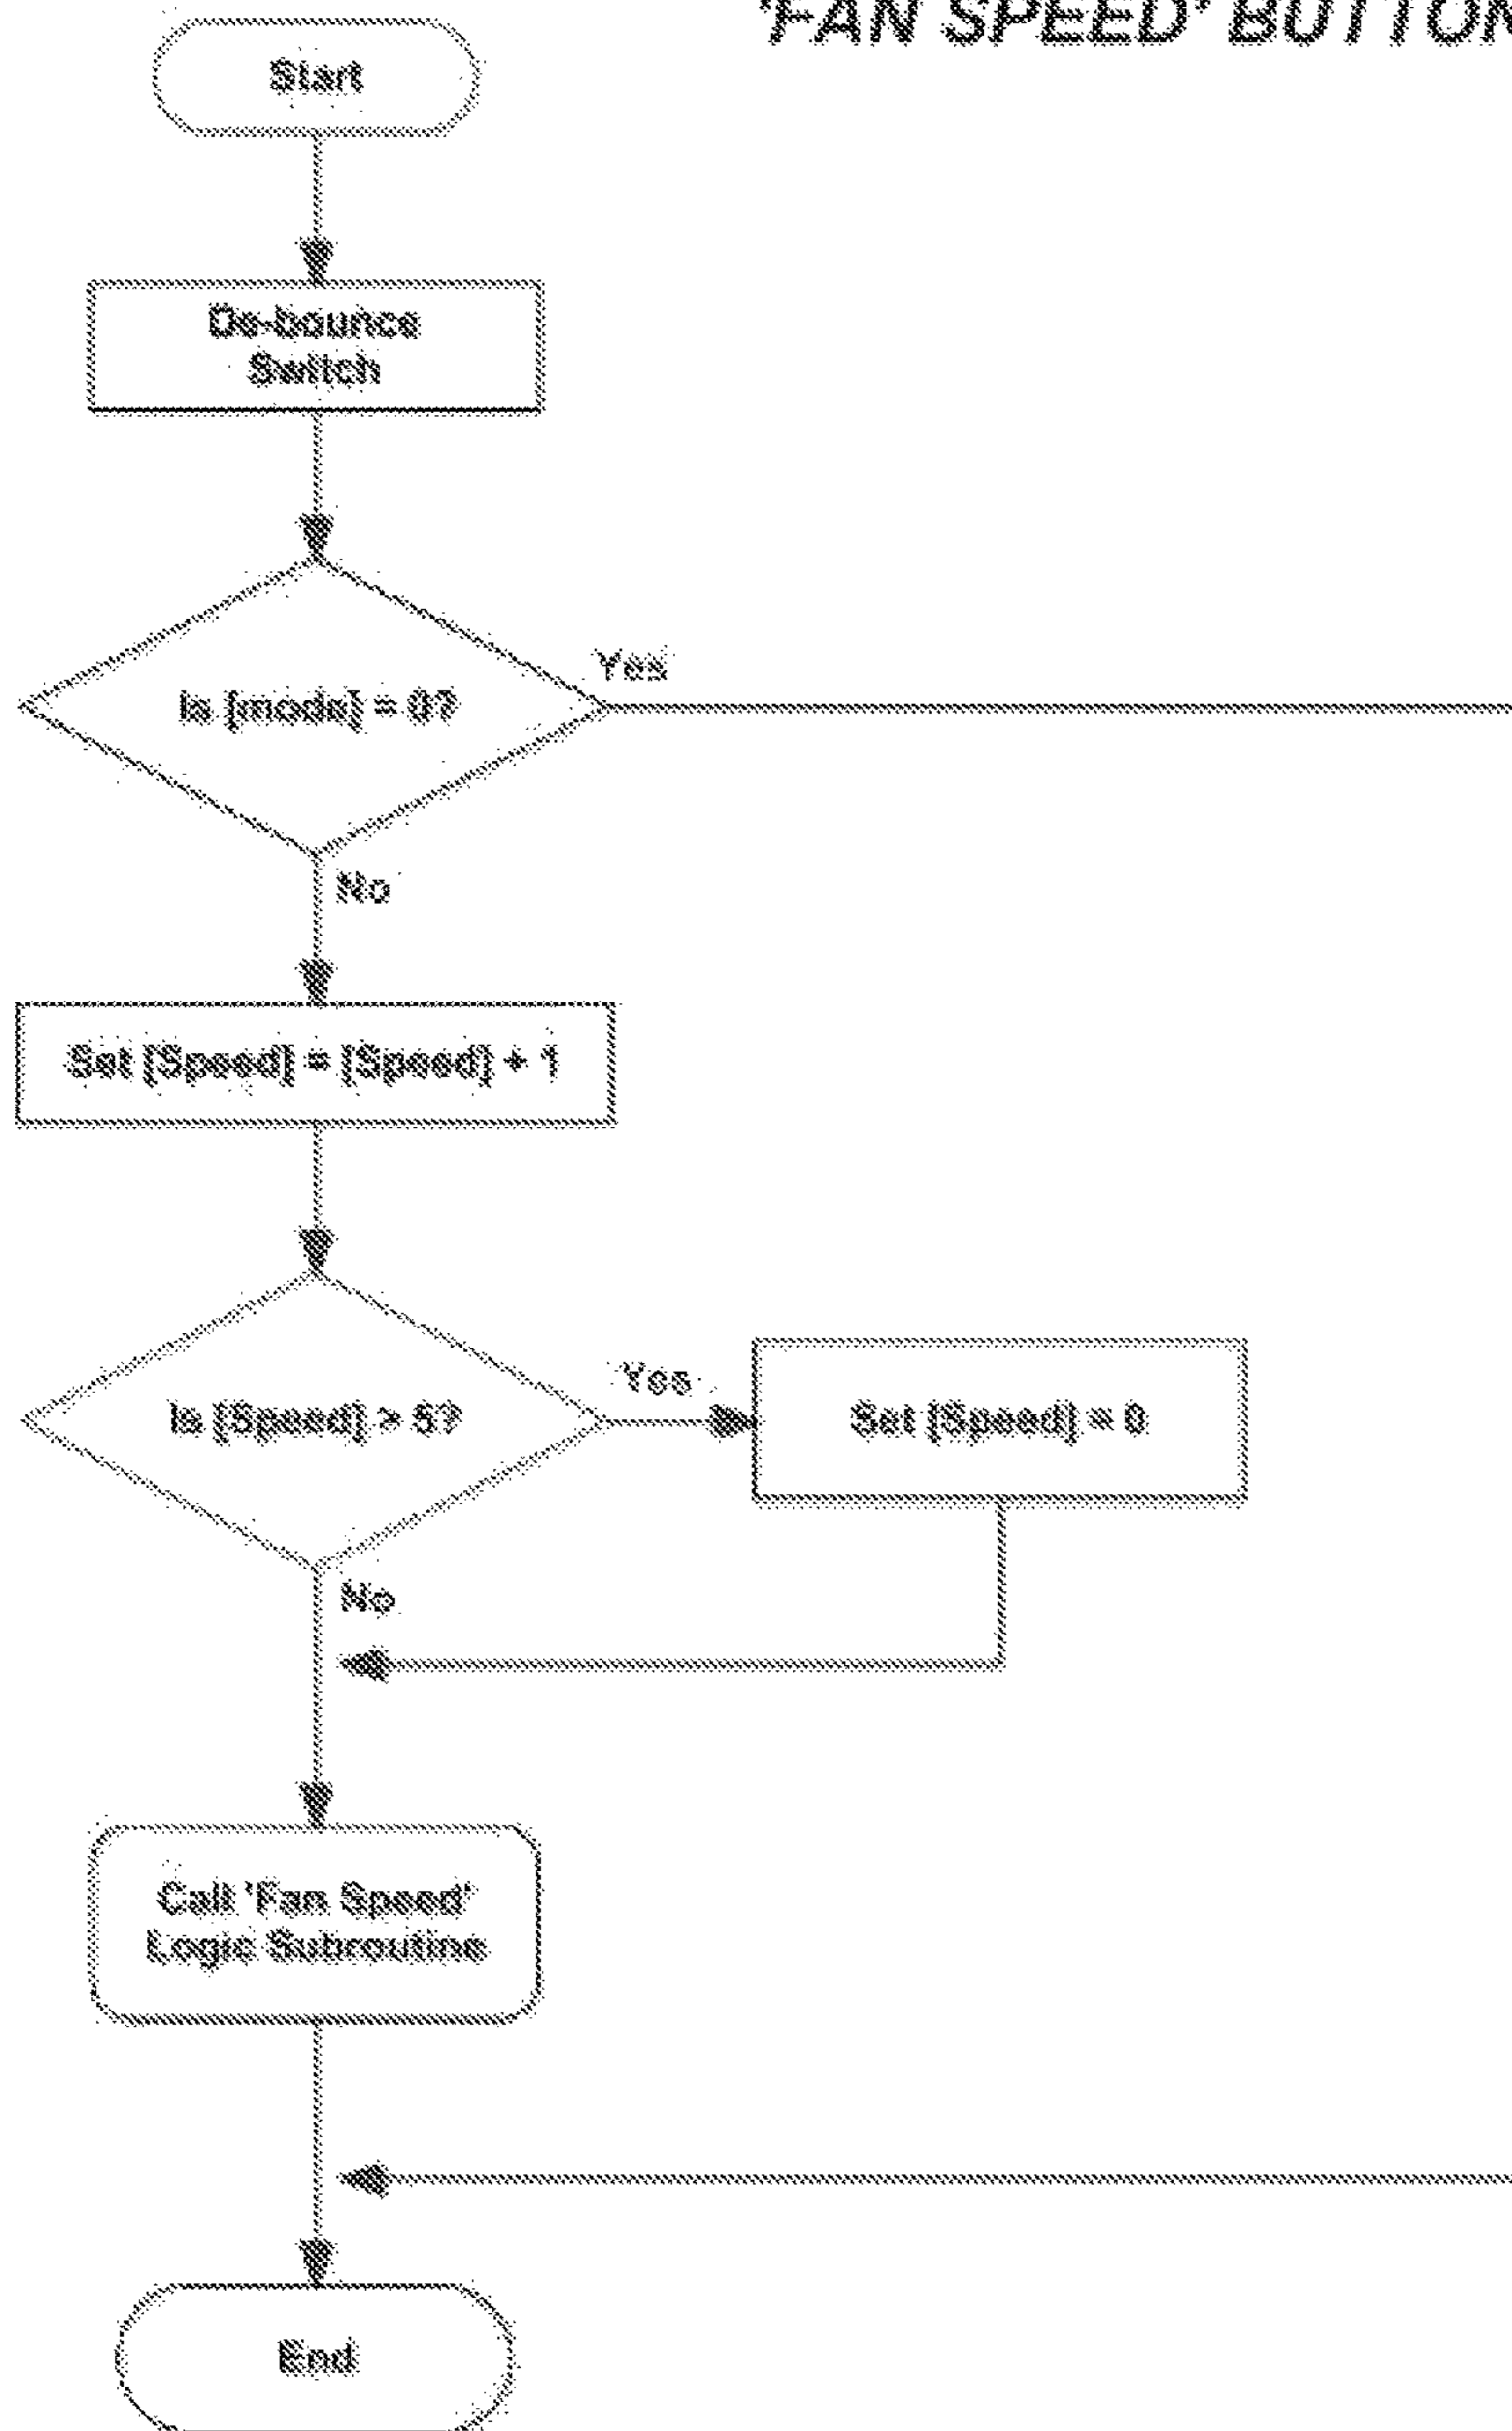 'FAN SPEED' BUTTON
Start
De-bounce
Switch
Is [mode] = 0?
Yes
No
Set [Speed] = [Speed] + 1
Is [Speed] > 5?
Yes
Set [Speed] = 0
No
Call 'Fan Speed'
Logic Subroutine
End